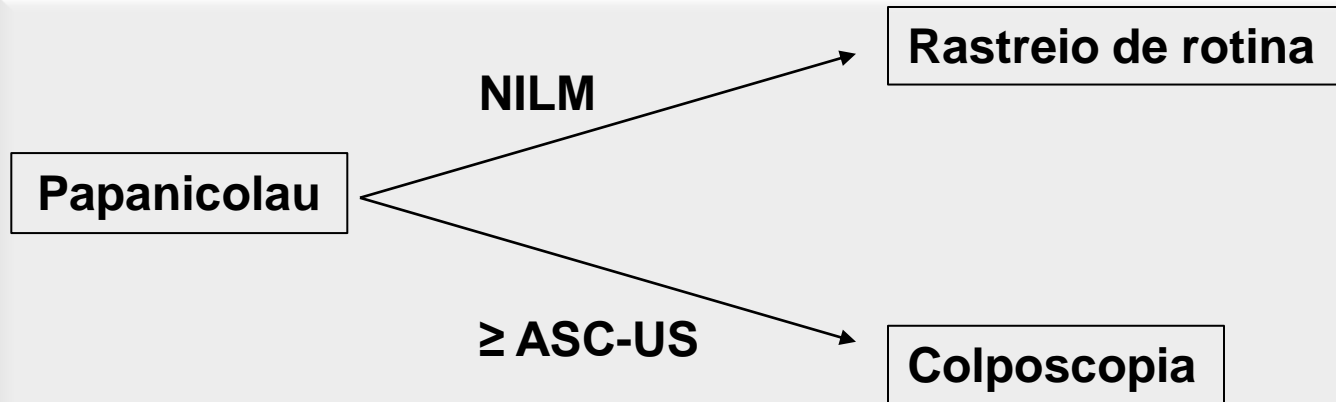 Rastreio de rotina
NILM
Papanicolau
≥ ASC-US
Colposcopia